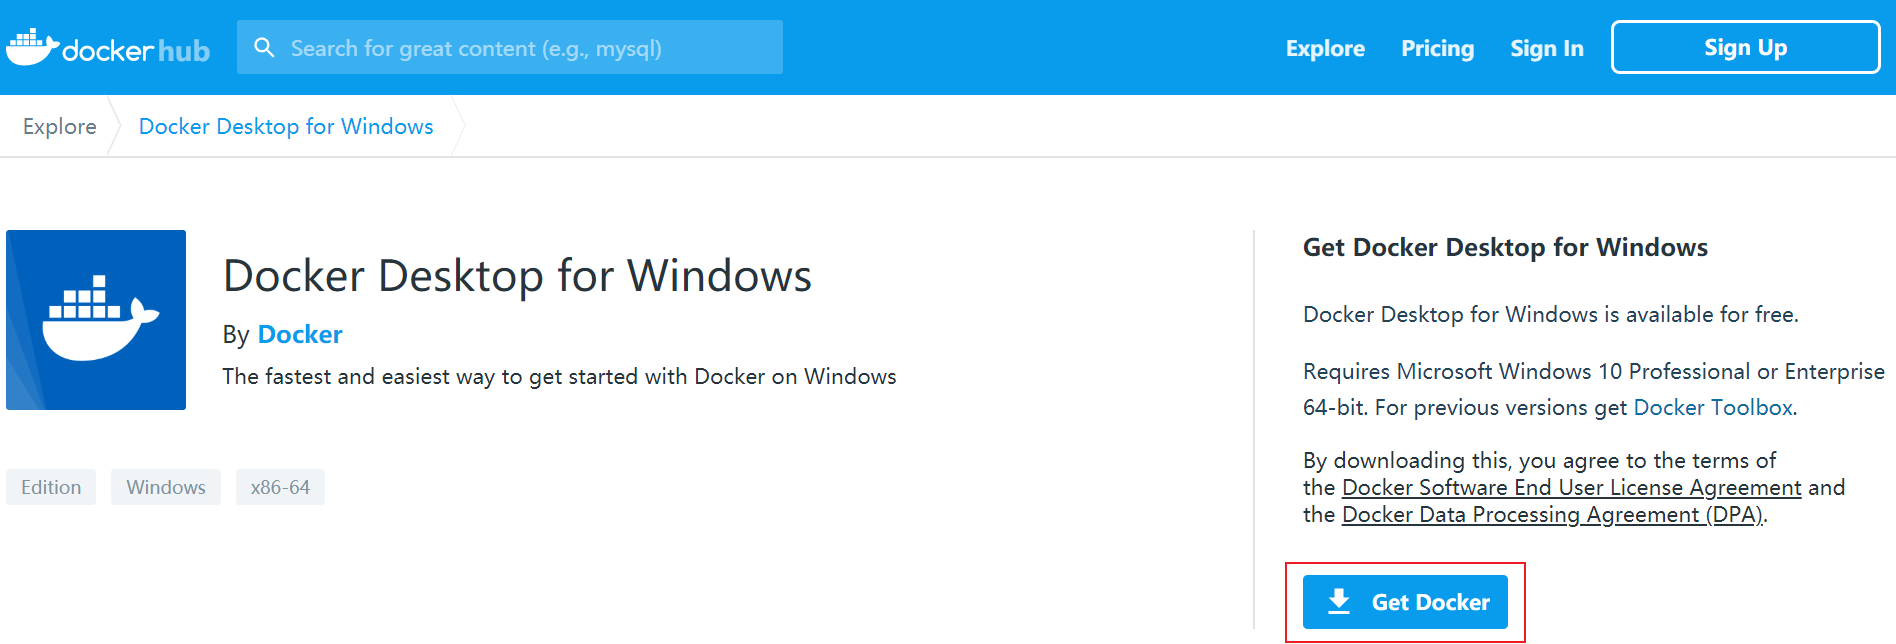 docker hub
Search for great content (e.g., mysql)
Explore
Pricing
Sign In
Sign Up
Explore
Docker Desktop for Windows
Docker Desktop for Windows
By Docker
The fastest and easiest way to get started with Docker on Windows
Edition
Windows
x86-64
Get Docker Desktop for Windows
Docker Desktop for Windows is available for free.
Requires Microsoft Windows 10 Professional or Enterprise
64-bit. For previous versions get Docker Toolbox.
By downloading this, you agree to the terms of
the Docker Software End User License Agreement and
the Docker Data Processing Agreement (DPA).
Get Docker